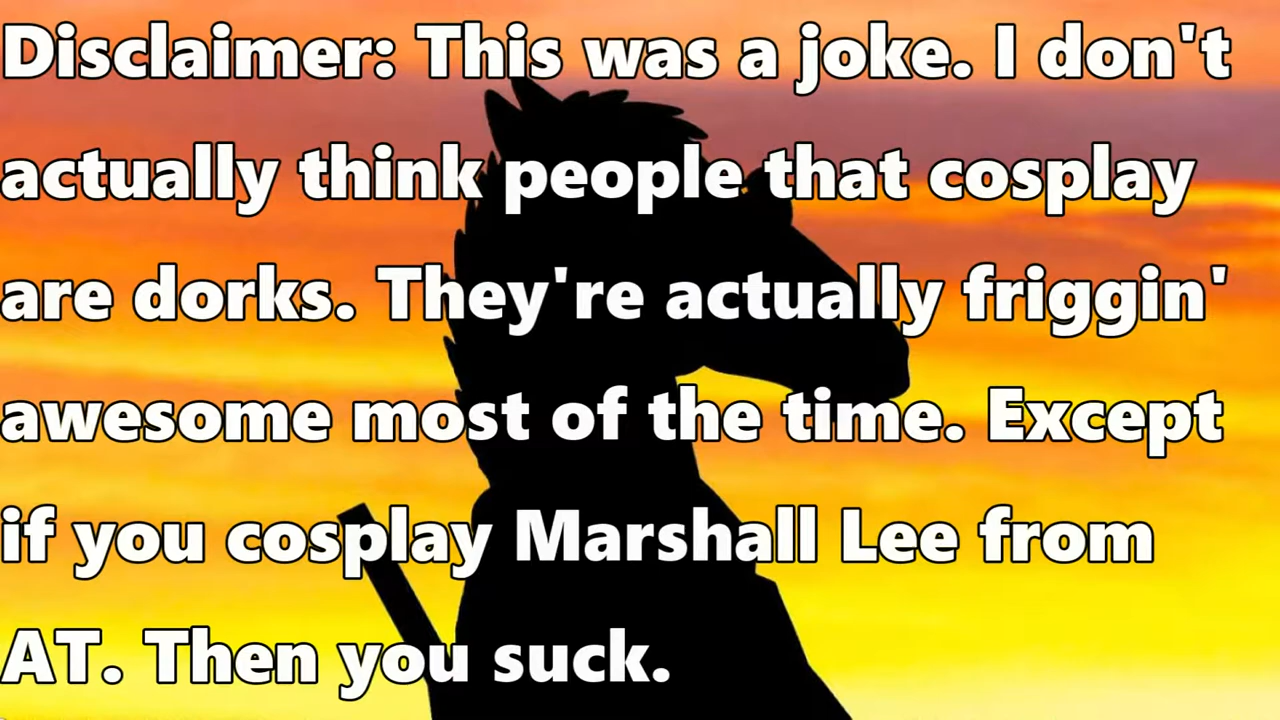 Disclaimer: This was a joke. I don't
actually think people that cosplay
are dorks. They're actually friggin'
awesome most of the time. Except
if you cosplay Marshall Lee from
AT. Then you suck.